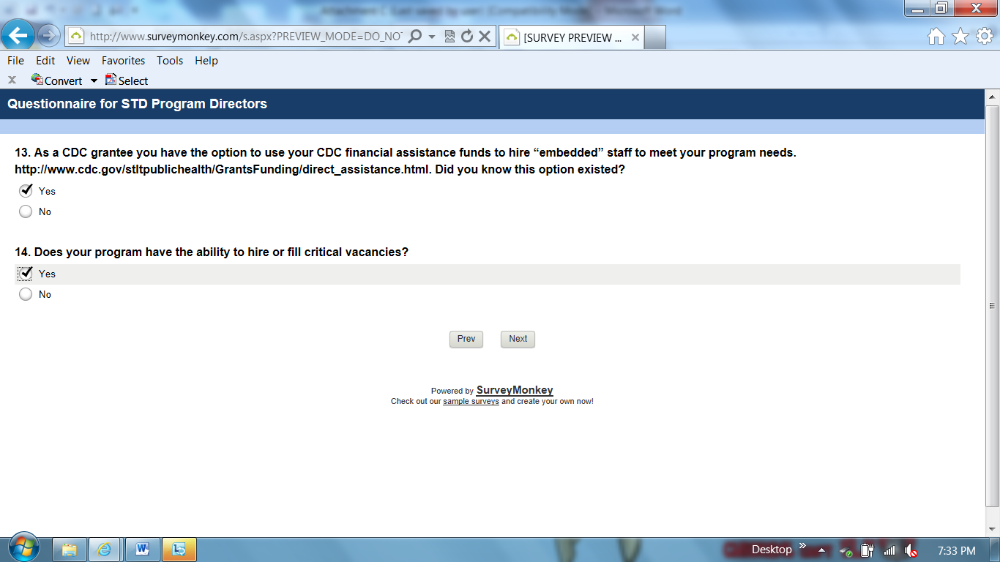 Attachment C (Last saved by user) [Compatibility Mode] - Microsoft Word
http://www.surveymonkey.com/s.aspx?PREVIEW_MODE=DO_NOT
[SURVEY PREVIEW ...
File Edit View Favorites Tools Help
x Convert Select
Questionnaire for STD Program Directors
13. As a CDC grantee you have the option to use your CDC financial assistance funds to hire “embedded” staff to meet your program needs.
http://www.cdc.gov/stltpublichealth/GrantsFunding/direct_assistance.html. Did you know this option existed?
Yes
No
14. Does your program have the ability to hire or fill critical vacancies?
Yes
No
Prev Next
Powered by SurveyMonkey
Check out our sample surveys and create your own now!
Desktop » 7:33 PM